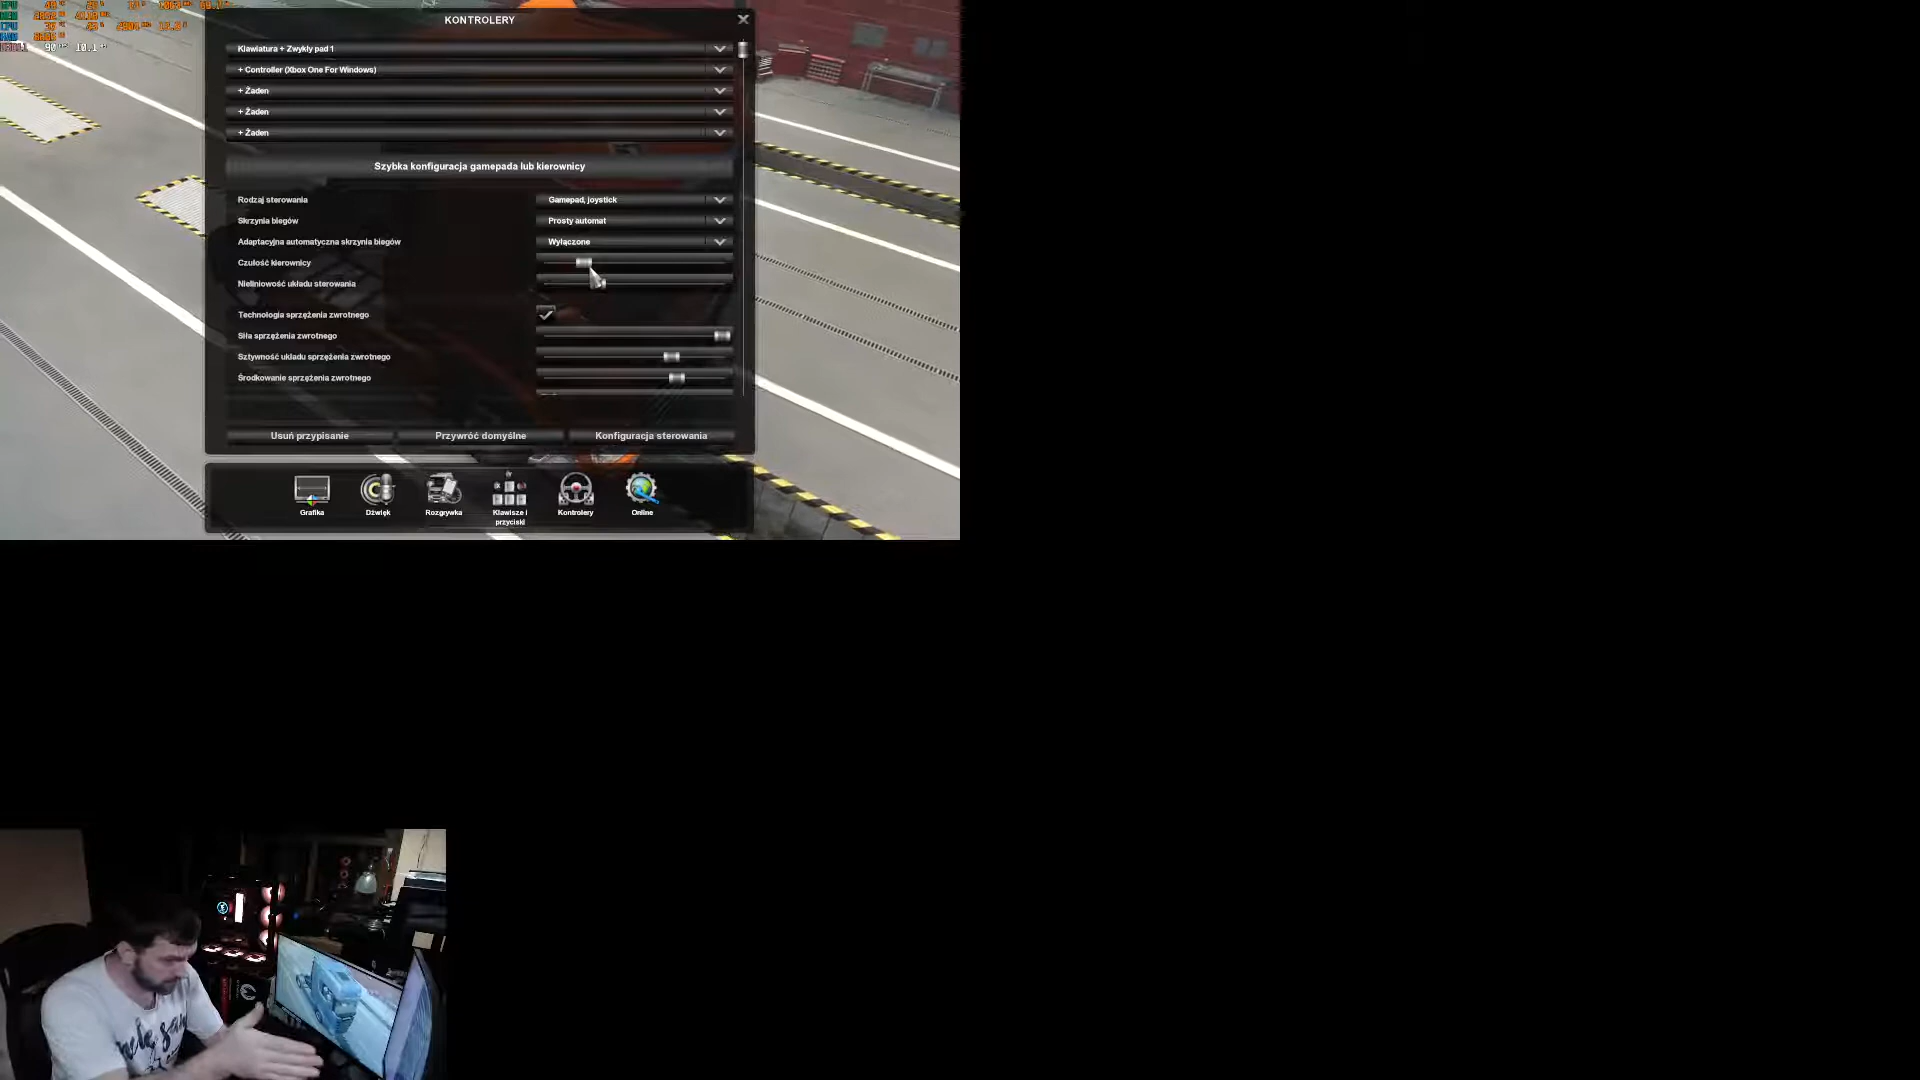 KONTROLERY
Klawiatura + Zwykły pad 1
+ Controller (Xbox One For Windows)
+ Żaden
+ Żaden
+ Żaden
Szybka konfiguracja gamepada lub kierownicy
Rodzaj sterowania Gamepad, joystick
Skrzynia biegów Prosty automat
Adaptacyjna automatyczna skrzynia biegów Wyłączone
Czułość kierownicy
Nieliniowość układu sterowania
Technologia sprzężenia zwrotnego
Siła sprzężenia zwrotnego
Sztywność układu sprzężenia zwrotnego
Środkowanie sprzężenia zwrotnego
Usuń przypisanie Przywróć domyślne Konfiguracja sterowania
Grafika Dźwięk Rozgrywka Klawisze i przyciski Kontrolery Online